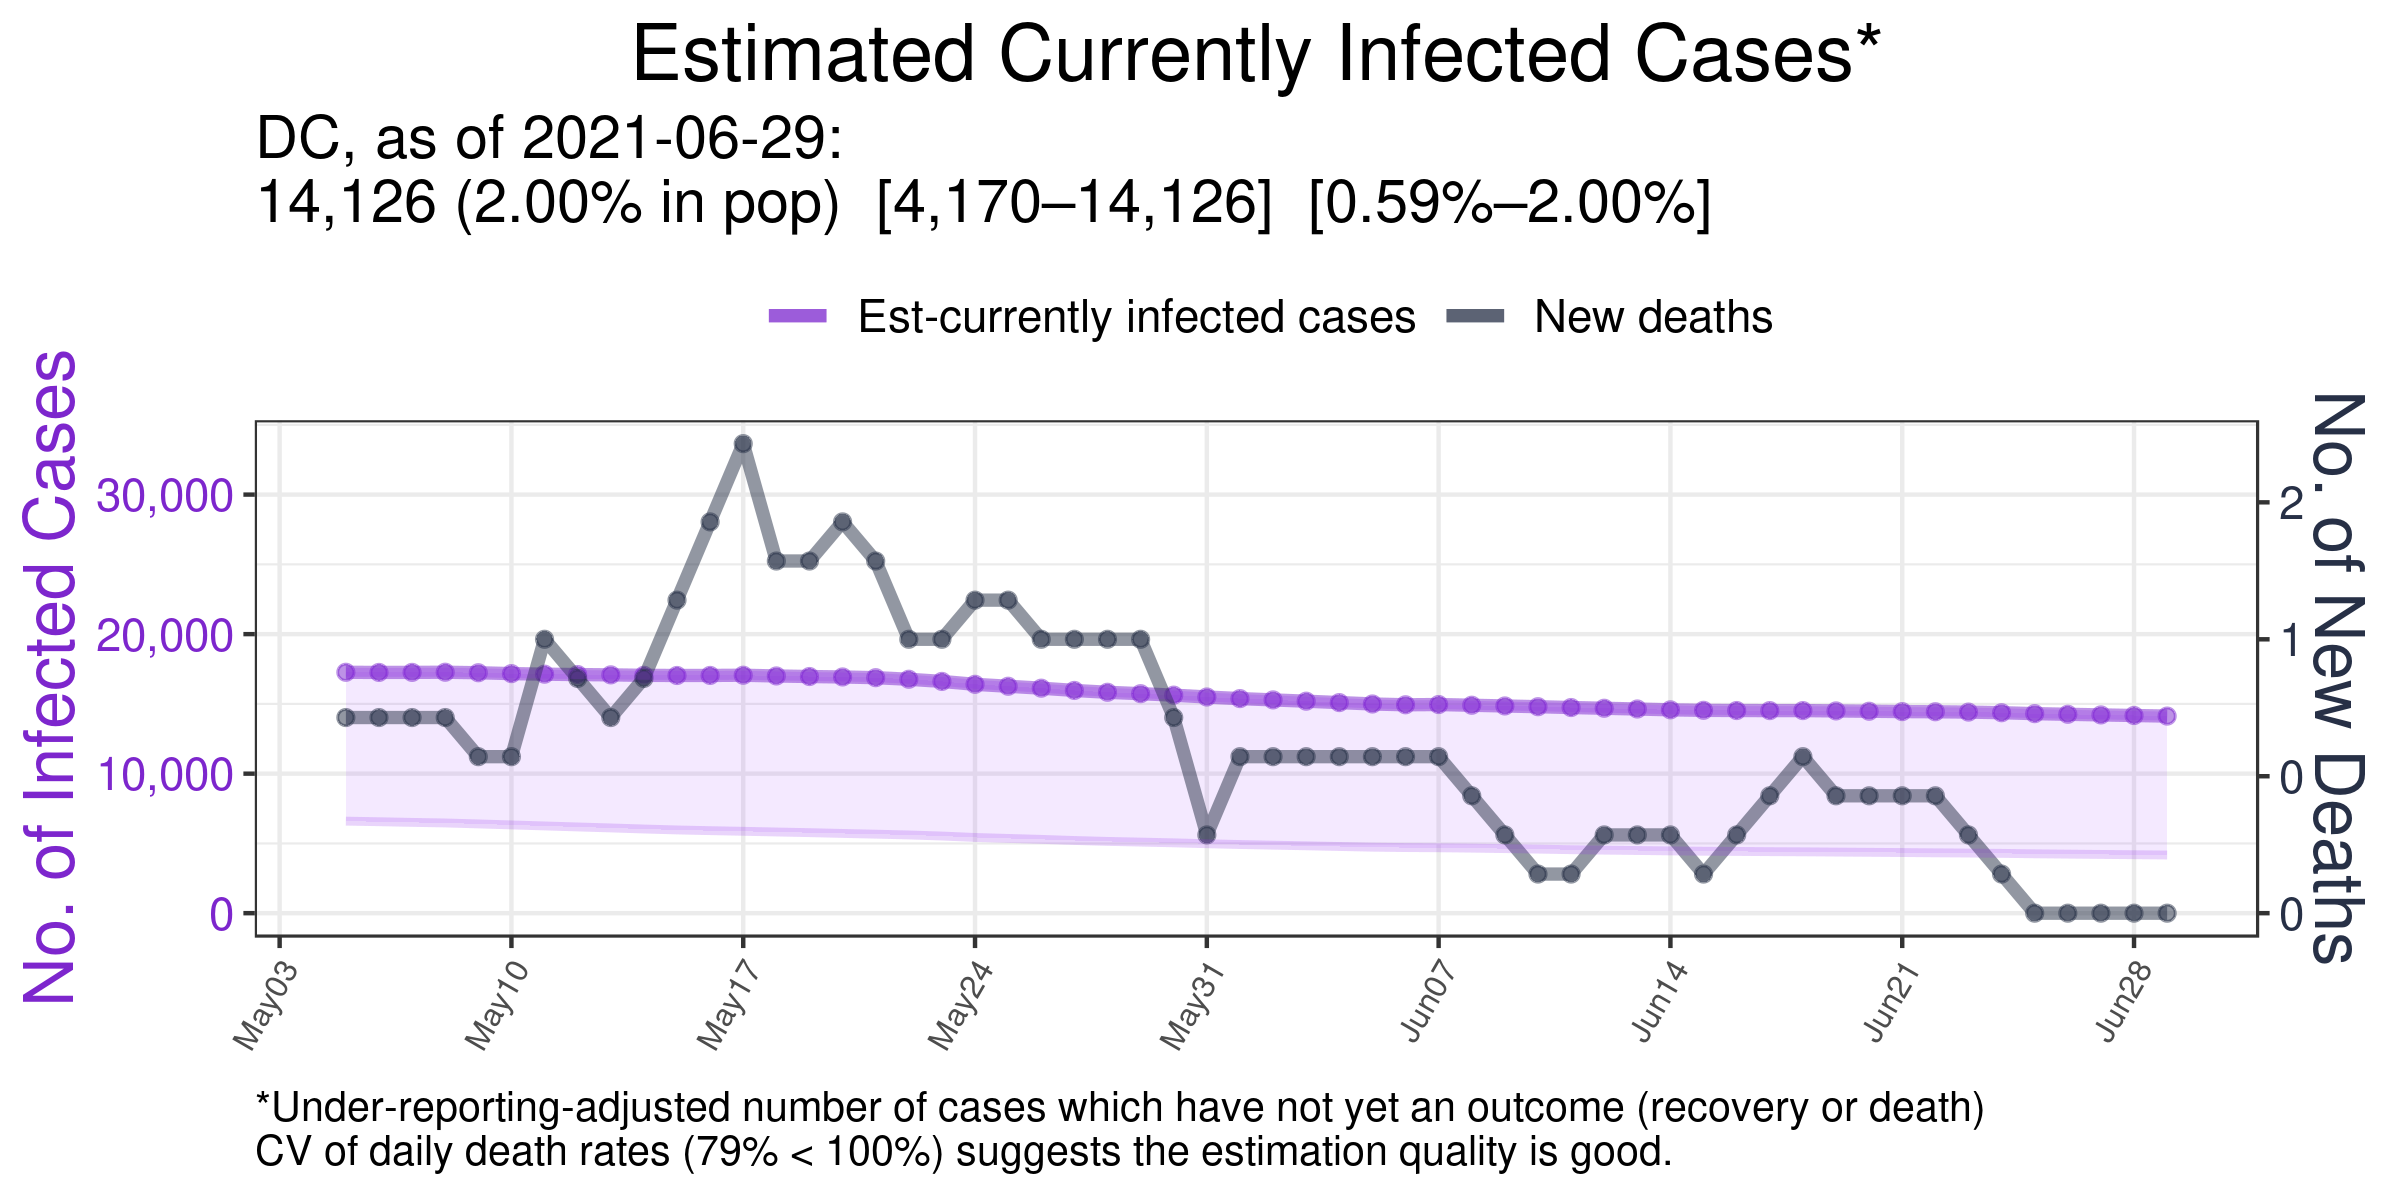 Estimated Currently Infected Cases*
DC, as of 2021-06-29:
14,126 (2.00% in pop)  [4,170–14,126]  [0.59%–2.00%]
Est-currently infected cases
New deaths
No. of Infected Cases
30,000
20,000
10,000
0
2
1
0
0
No. of New Deaths
May03
May10
May17
May24
May31
Jun07
Jun14
Jun21
Jun28
*Under-reporting-adjusted number of cases which have not yet an outcome (recovery or death)
CV of daily death rates (79% < 100%) suggests the estimation quality is good.